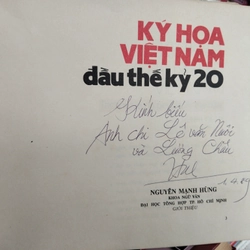 KÝ HỌA
VIỆT NAM
đầu thế kỷ 20
Kính biếu
Anh chị Lê văn Nuôi
và Lương Châu
NGUYỄN MẠNH HÙNG
KHOA NGỮ VĂN
ĐẠI HỌC TỔNG HỢP TP. HỒ CHÍ MINH
GIỚI THIỆU